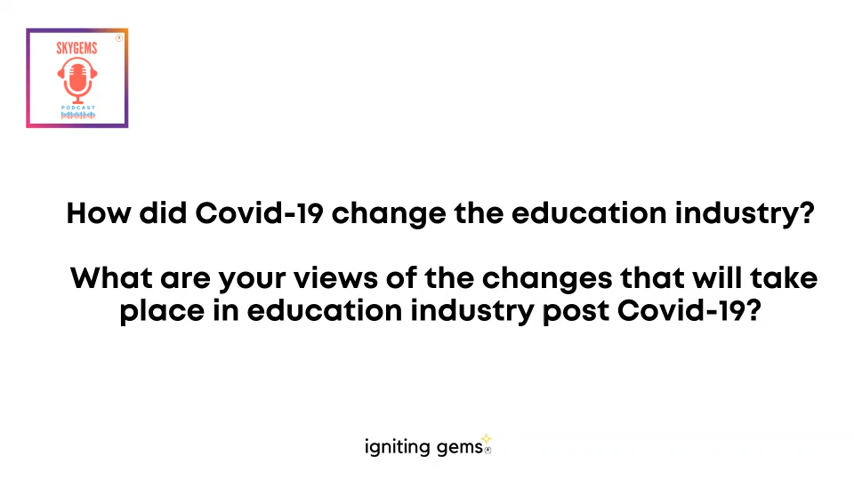 SKYGEMS
PODCAST
How did Covid-19 change the education industry?
What are your views of the changes that will take
place in education industry post Covid-19?
igniting gems